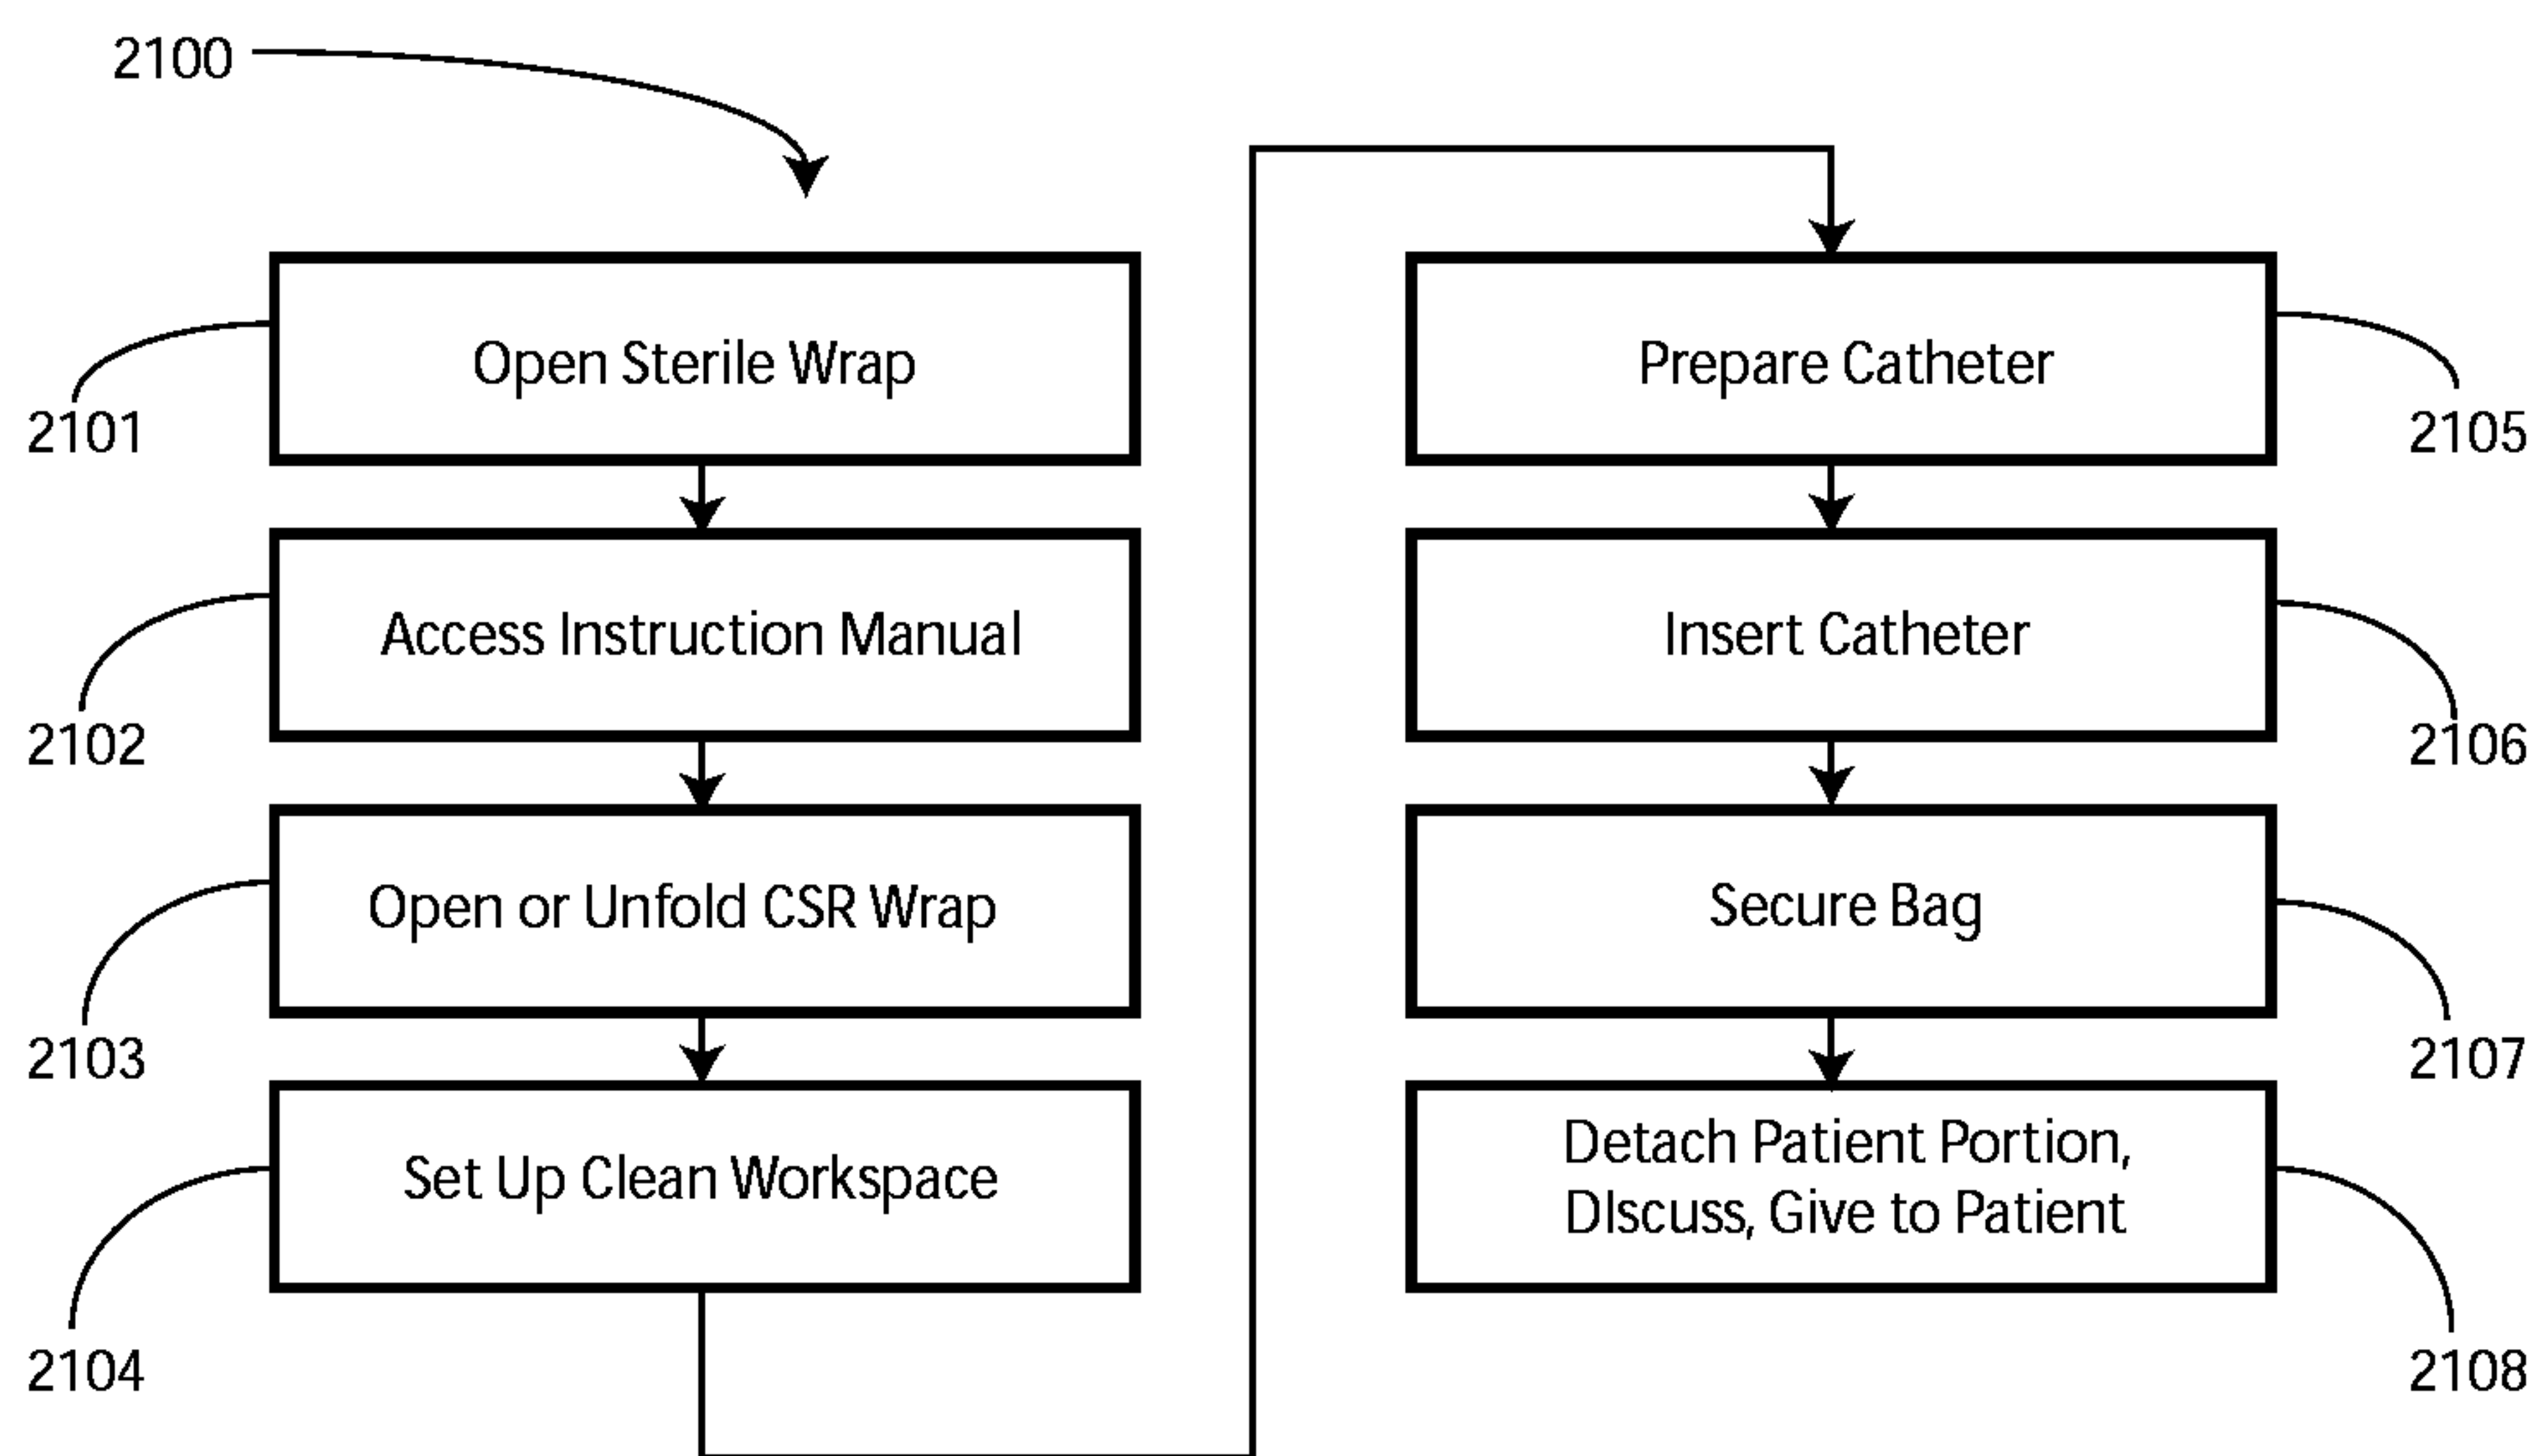 2100
Open Sterile Wrap
2101
Access Instruction Manual
2102
Open or Unfold CSR Wrap
2103
Set Up Clean Workspace
2104
Prepare Catheter
2105
Insert Catheter
2106
Secure Bag
2107
Detach Patient Portion,
DIscuss, Give to Patient
2108